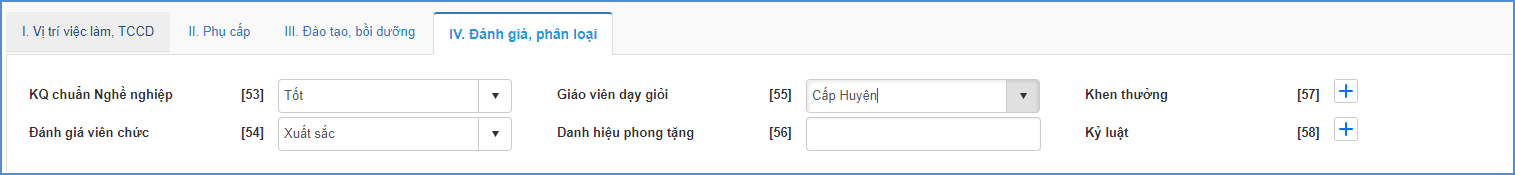 I. Vị trí việc làm, TCCD II. Phụ cấp III. Đào tạo, bồi dưỡng IV. Đánh giá, phân loại
KQ chuẩn Nghề nghiệp [53] Tốt Giáo viên dạy giỏi [55] Cấp Huyện Khen thưởng [57]
Đánh giá viên chức [54] Xuất sắc Danh hiệu phong tặng [56] Kỷ luật [58]